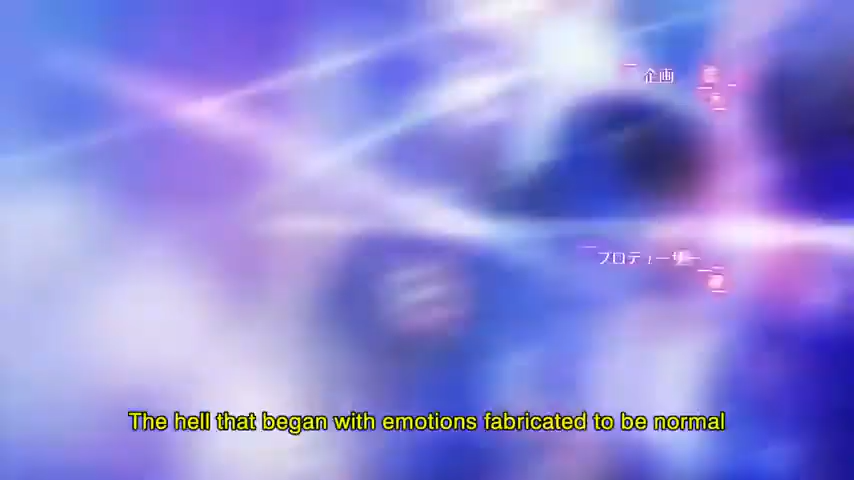 企画
プロデューサー
The hell that began with emotions fabricated to be normal